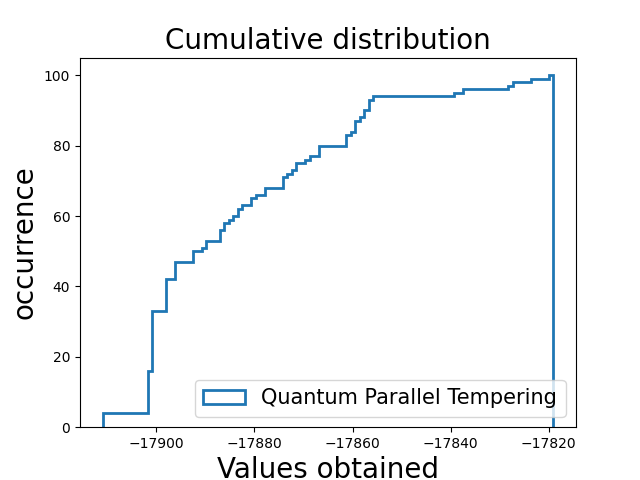 Cumulative distribution
100
80
60
40
20
0
occurrence
Quantum Parallel Tempering
−17900 −17880 −17860 −17840 −17820
Values obtained